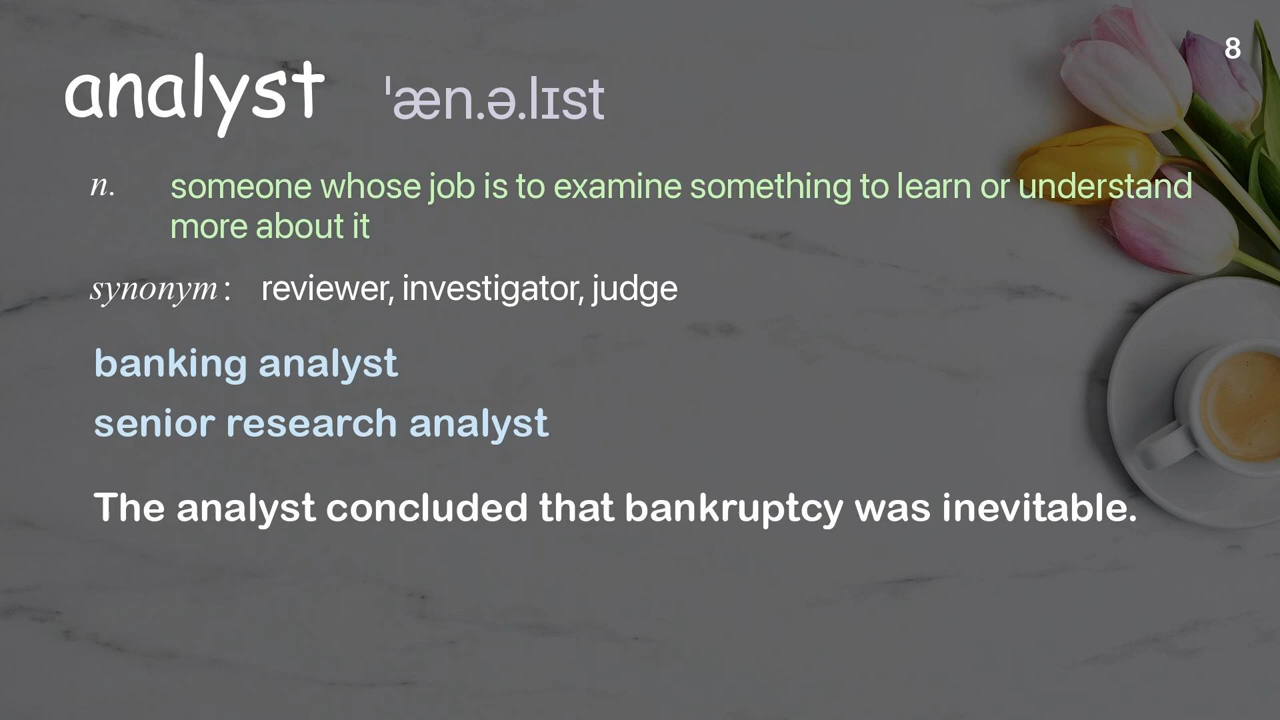 8
analyst ˈæn.ə.lɪst
n. someone whose job is to examine something to learn or understand
more about it
synonym: reviewer, investigator, judge
banking analyst
senior research analyst
The analyst concluded that bankruptcy was inevitable.